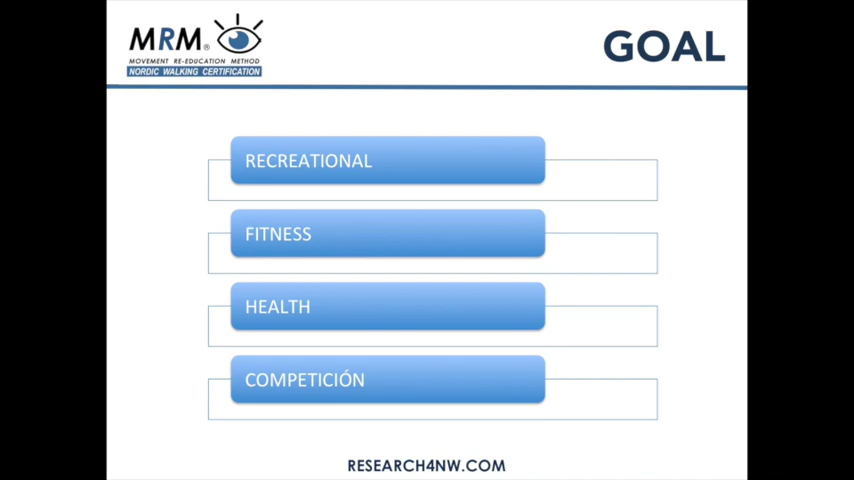 MRM®
MOVEMENT RE-EDUCATION METHOD
NORDIC WALKING CERTIFICATION
GOAL
RECREATIONAL
FITNESS
HEALTH
COMPETICIÓN
RESEARCH4NW.COM